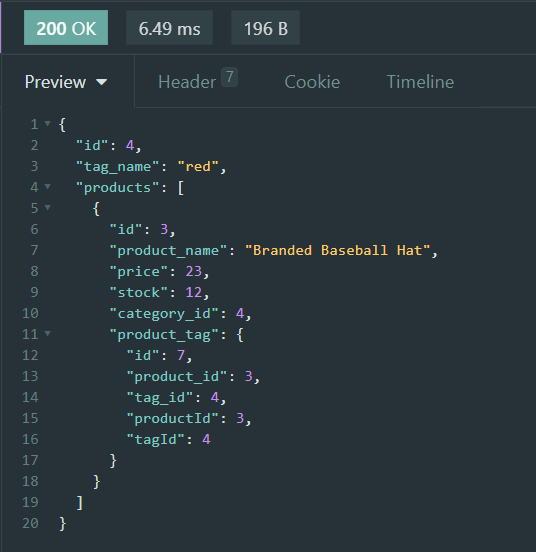 200 OK 6.49 ms 196 B
Preview Header 7 Cookie Timeline
1 {
2 "id": 4,
3 "tag_name": "red",
4 "products": [
5 {
6 "id": 3,
7 "product_name": "Branded Baseball Hat",
8 "price": 23,
9 "stock": 12,
10 "category_id": 4,
11 "product_tag": {
12 "id": 7,
13 "product_id": 3,
14 "tag_id": 4,
15 "productId": 3,
16 "tagId": 4
17 }
18 }
19 ]
20 }